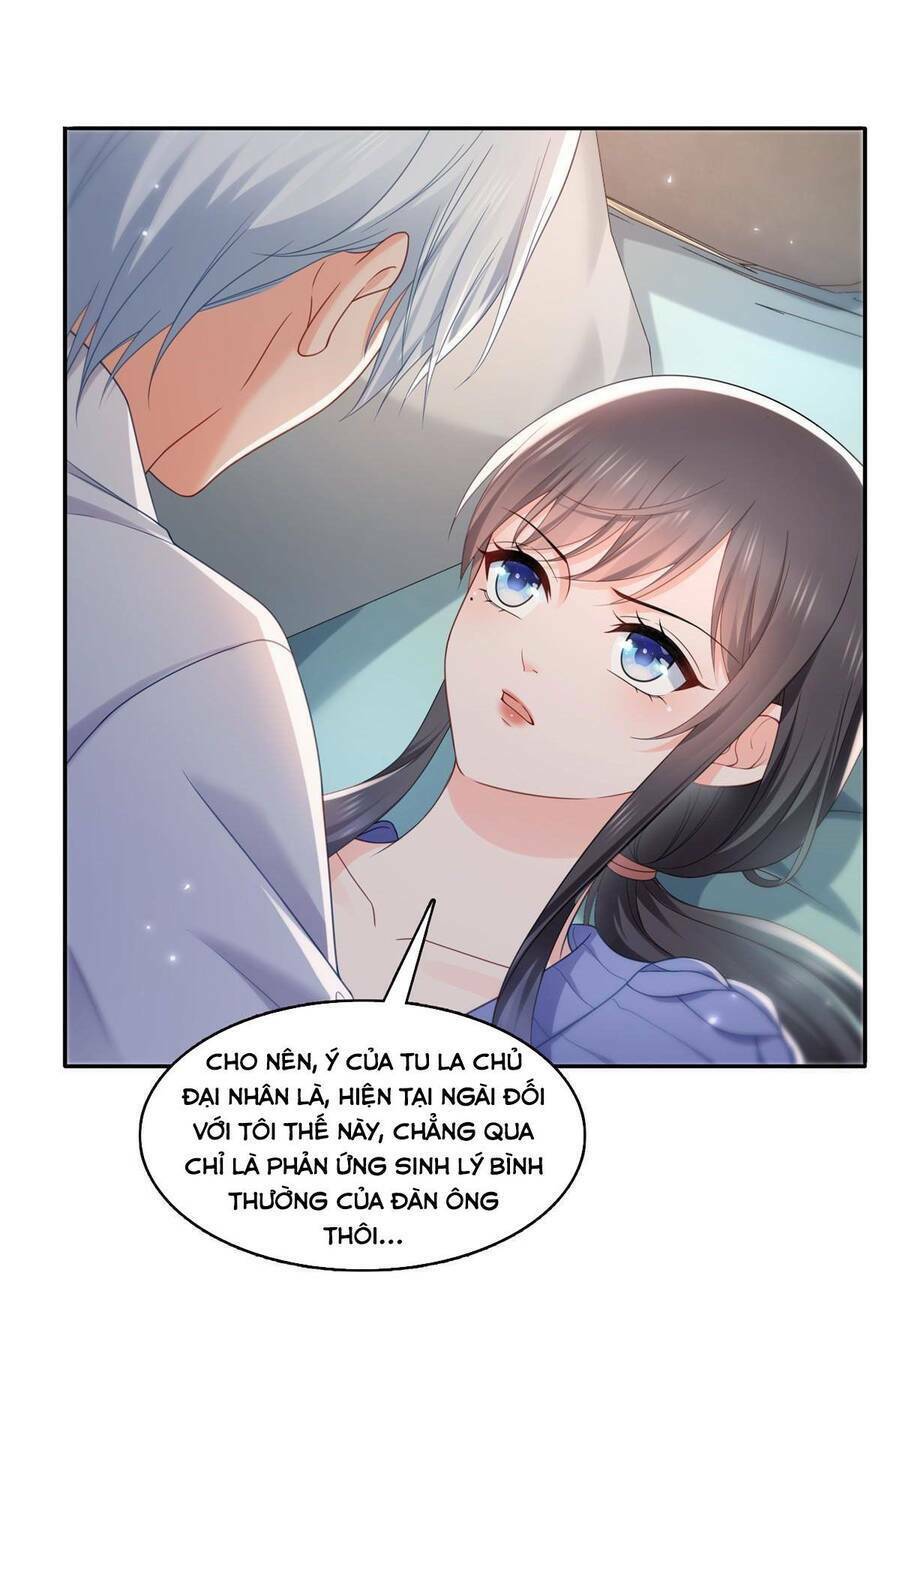 CHO NÊN, Ý CỦA TU LA CHỦ
ĐẠI NHÂN LÀ, HIỆN TẠI NGÀI ĐỐI
VỚI TÔI THẾ NÀY, CHẲNG QUA
CHỈ LÀ PHẢN ỨNG SINH LÝ BÌNH
THƯỜNG CỦA ĐÀN ÔNG
THÔI...